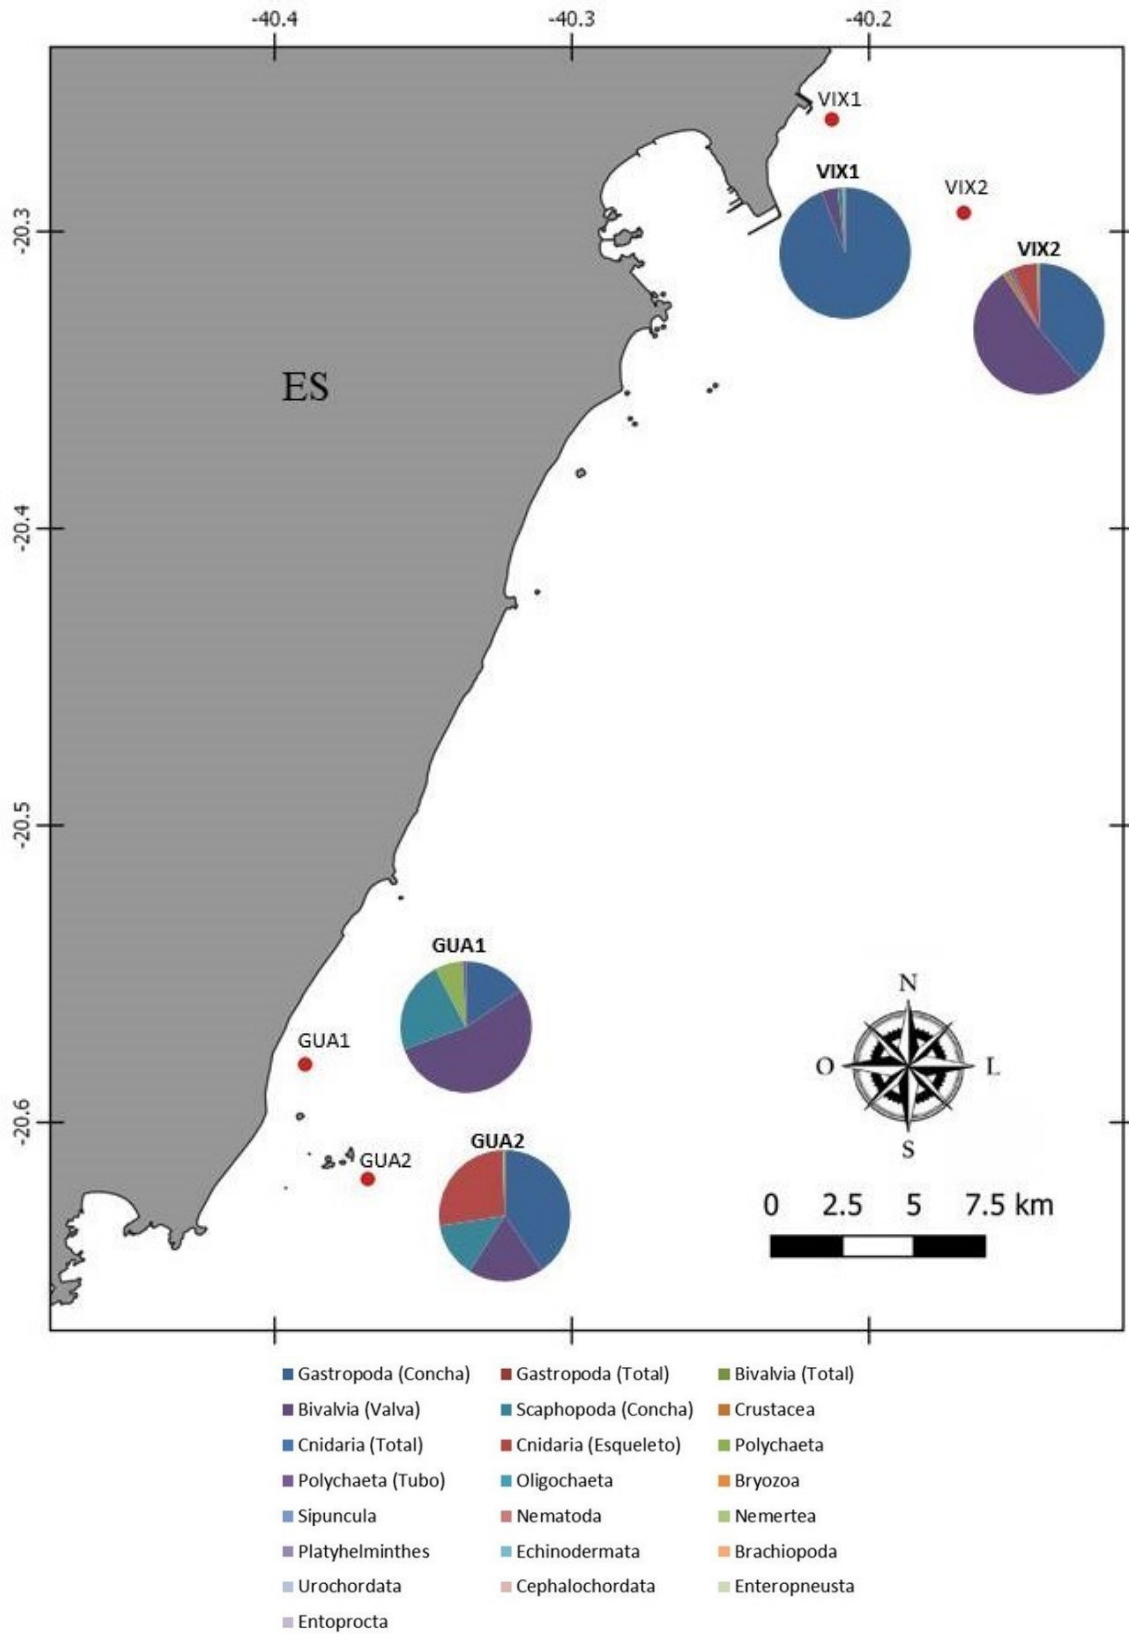 -40.4 -40.3 -40.2
VIX1
VIX1
VIX2
-20.3 VIX2
ES
-20.4
-20.5
GUA1
GUA1
N
O L
-20.6
GUA2
GUA2
S
0 2.5 5 7.5 km
Gastropoda (Concha) Gastropoda (Total) Bivalvia (Total)
Bivalvia (Valva) Scaphopoda (Concha) Crustacea
Cnidaria (Total) Cnidaria (Esqueleto) Polychaeta
Polychaeta (Tubo) Oligochaeta Bryozoa
Sipuncula Nematoda Nemertea
Platyhelminthes Echinodermata Brachiopoda
Urochordata Cephalochordata Enteropneusta
Entoprocta